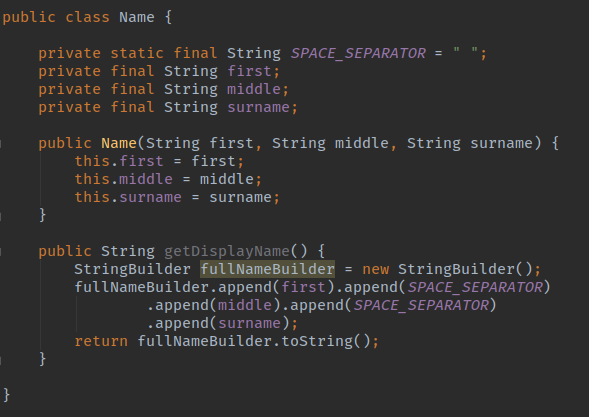 public class Name {
private static final String SPACE_SEPARATOR = " ";
private final String first;
private final String middle;
private final String surname;
public Name(String first, String middle, String surname) {
this.first = first;
this.middle = middle;
this.surname = surname;
}
public String getDisplayName() {
StringBuilder fullNameBuilder = new StringBuilder();
fullNameBuilder.append(first).append(SPACE_SEPARATOR)
.append(middle).append(SPACE_SEPARATOR)
.append(surname);
return fullNameBuilder.toString();
}
}